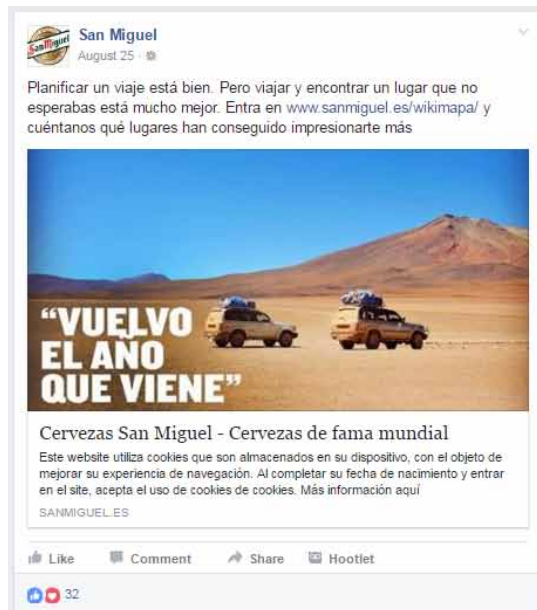 San Miguel
San Miguel
August 25 ·
Planificar un viaje está bien. Pero viajar y encontrar un lugar que no
esperabas está mucho mejor. Entra en www.sanmiguel.es/wikimapa/ y
cuéntanos qué lugares han conseguido impresionarte más
“VUELVO
EL AÑO
QUE VIENE”
Cervezas San Miguel - Cervezas de fama mundial
Este website utiliza cookies que son almacenados en su dispositivo, con el objeto de
mejorar su experiencia de navegación. Al completar su fecha de nacimiento y entrar
en el site, acepta el uso de cookies de cookies. Más información aquí
SANMIGUEL.ES
Like Comment Share Hootlet
32